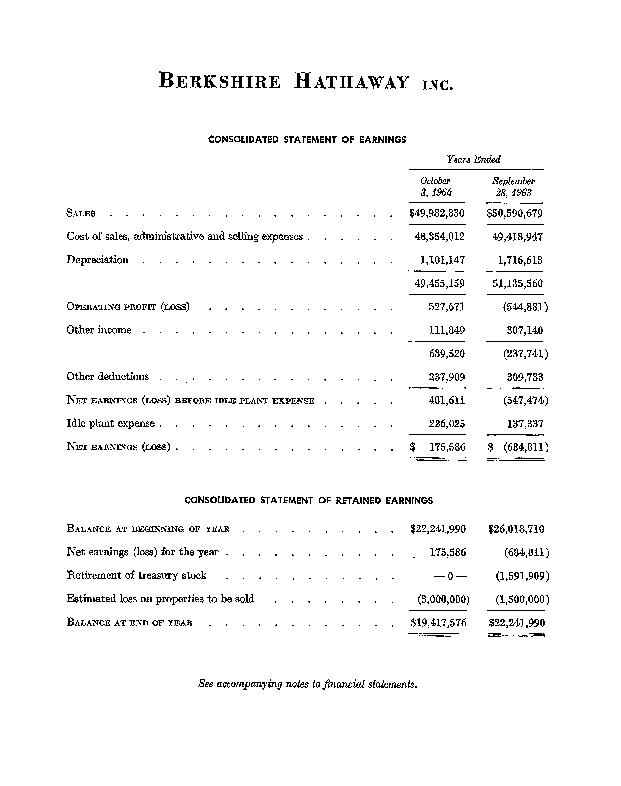 BERKSHIRE HATHAWAY INC.
CONSOLIDATED STATEMENT OF EARNINGS
Years Ended
October 3, 1964 September 28, 1963
SALES . . . . . . . . . . . . . . . . . . $49,982,830 $50,590,679
Cost of sales, administrative and selling expenses . . . . . . 48,354,012 49,418,947
Depreciation . . . . . . . . . . . . . . . . 1,101,147 1,716,613
49,455,159 51,135,560
OPERATING PROFIT (LOSS) . . . . . . . . . . . . 527,671 (544,881)
Other income . . . . . . . . . . . . . . . . 111,849 307,140
639,520 (237,741)
Other deductions . . . . . . . . . . . . . . . 237,909 309,733
NET EARNINGS (LOSS) BEFORE IDLE PLANT EXPENSE . . . . . 401,611 (547,474)
Idle plant expense . . . . . . . . . . . . . . . 226,025 137,337
NET EARNINGS (LOSS) . . . . . . . . . . . . . . $ 175,586 $ (684,811)
CONSOLIDATED STATEMENT OF RETAINED EARNINGS
BALANCE AT BEGINNING OF YEAR . . . . . . . . . . $22,241,990 $26,018,710
Net earnings (loss) for the year . . . . . . . . . . . 175,586 (684,811)
Retirement of treasury stock . . . . . . . . . . . —0— (1,591,909)
Estimated loss on properties to be sold . . . . . . . . (3,000,000) (1,500,000)
BALANCE AT END OF YEAR . . . . . . . . . . . . $19,417,576 $22,241,990
See accompanying notes to financial statements.